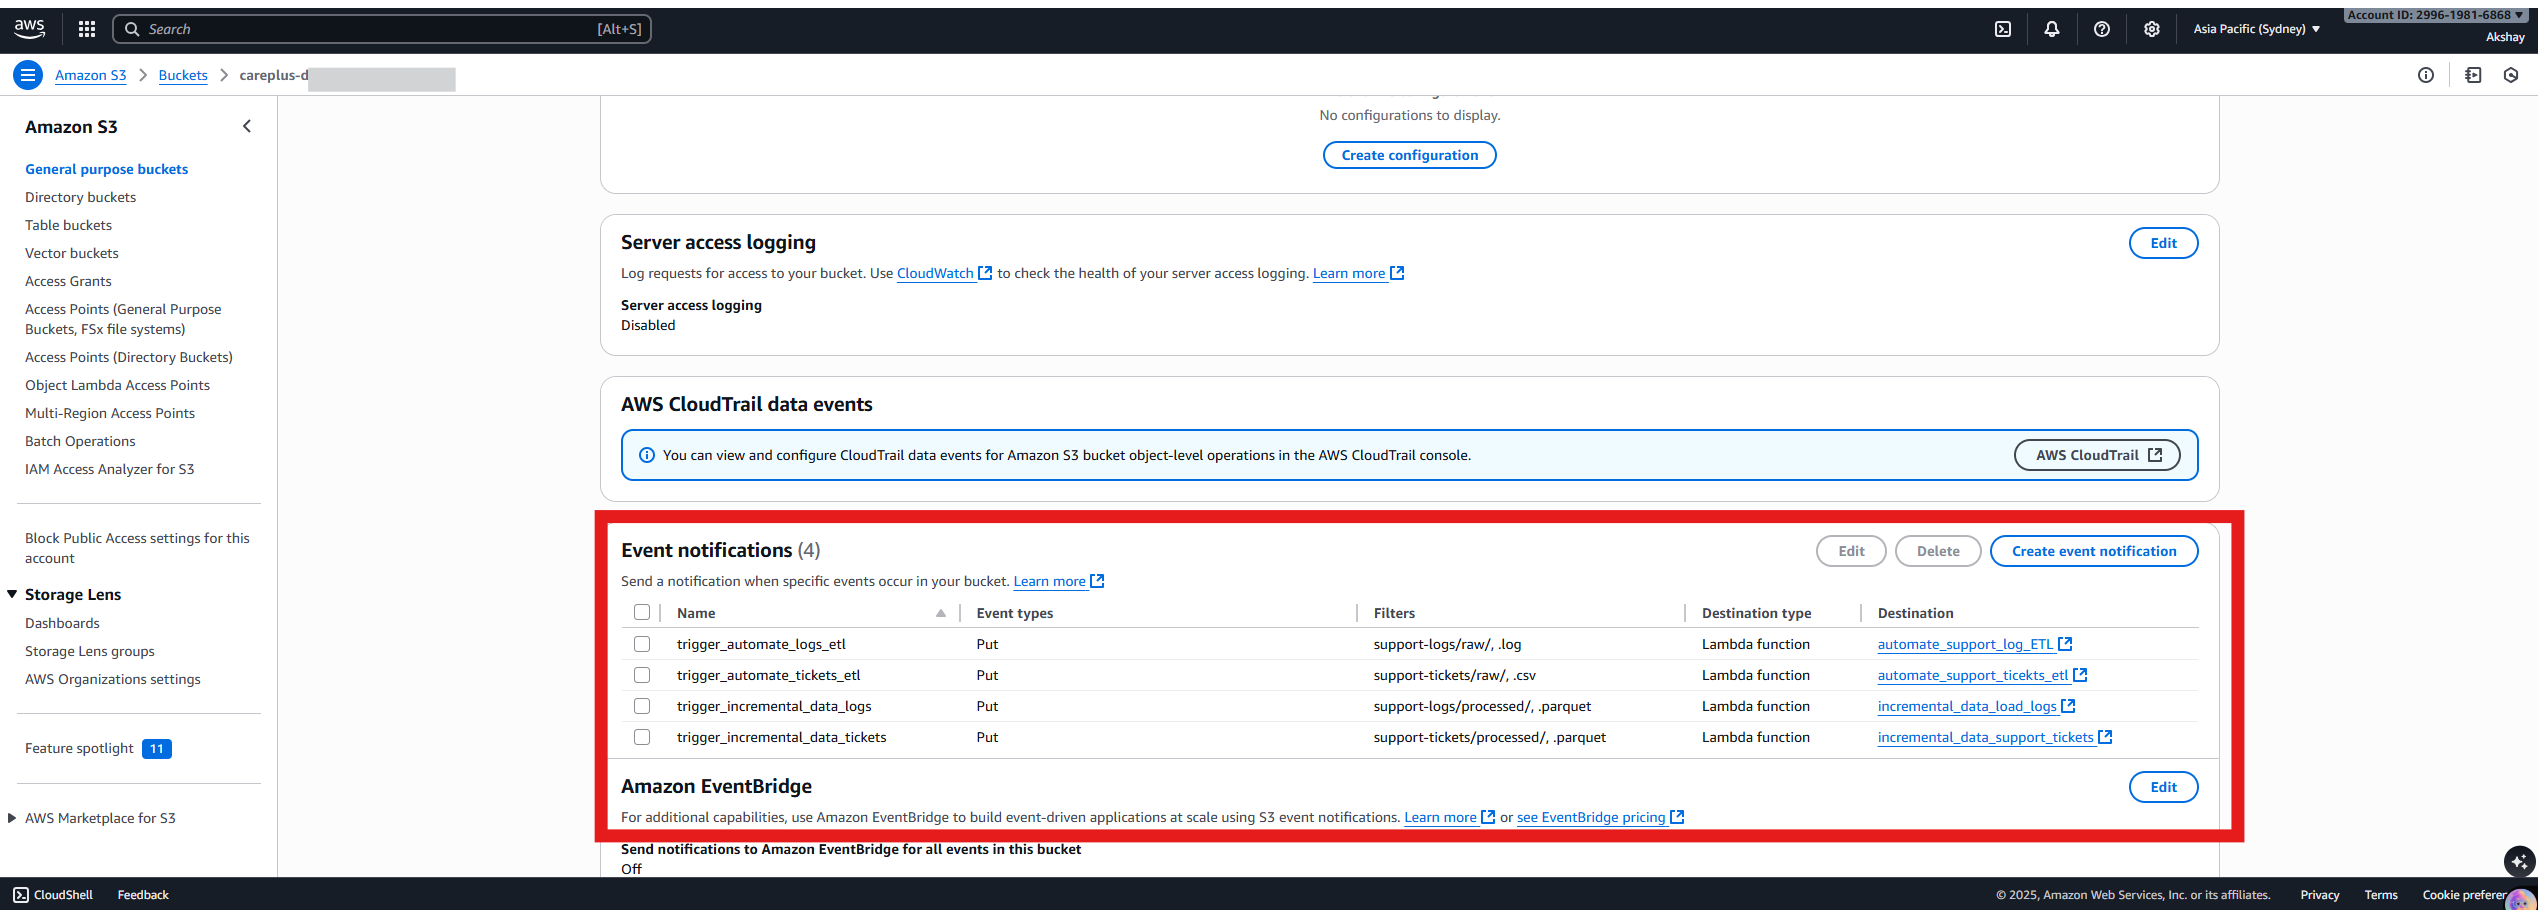 aws
Search
[Alt+S]
Asia Pacific (Sydney) ▼
Account ID: 2996-1981-6868 ▼
Akshay
Amazon S3 > Buckets > careplus-d
Amazon S3
General purpose buckets
Directory buckets
Table buckets
Vector buckets
Access Grants
Access Points (General Purpose
Buckets, FSx file systems)
Access Points (Directory Buckets)
Object Lambda Access Points
Multi-Region Access Points
Batch Operations
IAM Access Analyzer for S3
Block Public Access settings for this
account
Storage Lens
Dashboards
Storage Lens groups
AWS Organizations settings
Feature spotlight 11
AWS Marketplace for S3
No configurations to display.
Create configuration
Server access logging
Edit
Log requests for access to your bucket. Use CloudWatch to check the health of your server access logging. Learn more
Server access logging
Disabled
AWS CloudTrail data events
You can view and configure CloudTrail data events for Amazon S3 bucket object-level operations in the AWS CloudTrail console.
AWS CloudTrail
Event notifications (4)
Edit
Delete
Create event notification
Send a notification when specific events occur in your bucket. Learn more
Name Event types Filters Destination type Destination
trigger_automate_logs_etl Put support-logs/raw/, .log Lambda function automate_support_log_ETL
trigger_automate_tickets_etl Put support-tickets/raw/, .csv Lambda function automate_support_ticekts_etl
trigger_incremental_data_logs Put support-logs/processed/, .parquet Lambda function incremental_data_load_logs
trigger_incremental_data_tickets Put support-tickets/processed/, .parquet Lambda function incremental_data_support_tickets
Amazon EventBridge
Edit
For additional capabilities, use Amazon EventBridge to build event-driven applications at scale using S3 event notifications. Learn more or see EventBridge pricing
Send notifications to Amazon EventBridge for all events in this bucket
Off
CloudShell
Feedback
© 2025, Amazon Web Services, Inc. or its affiliates.
Privacy
Terms
Cookie preferen